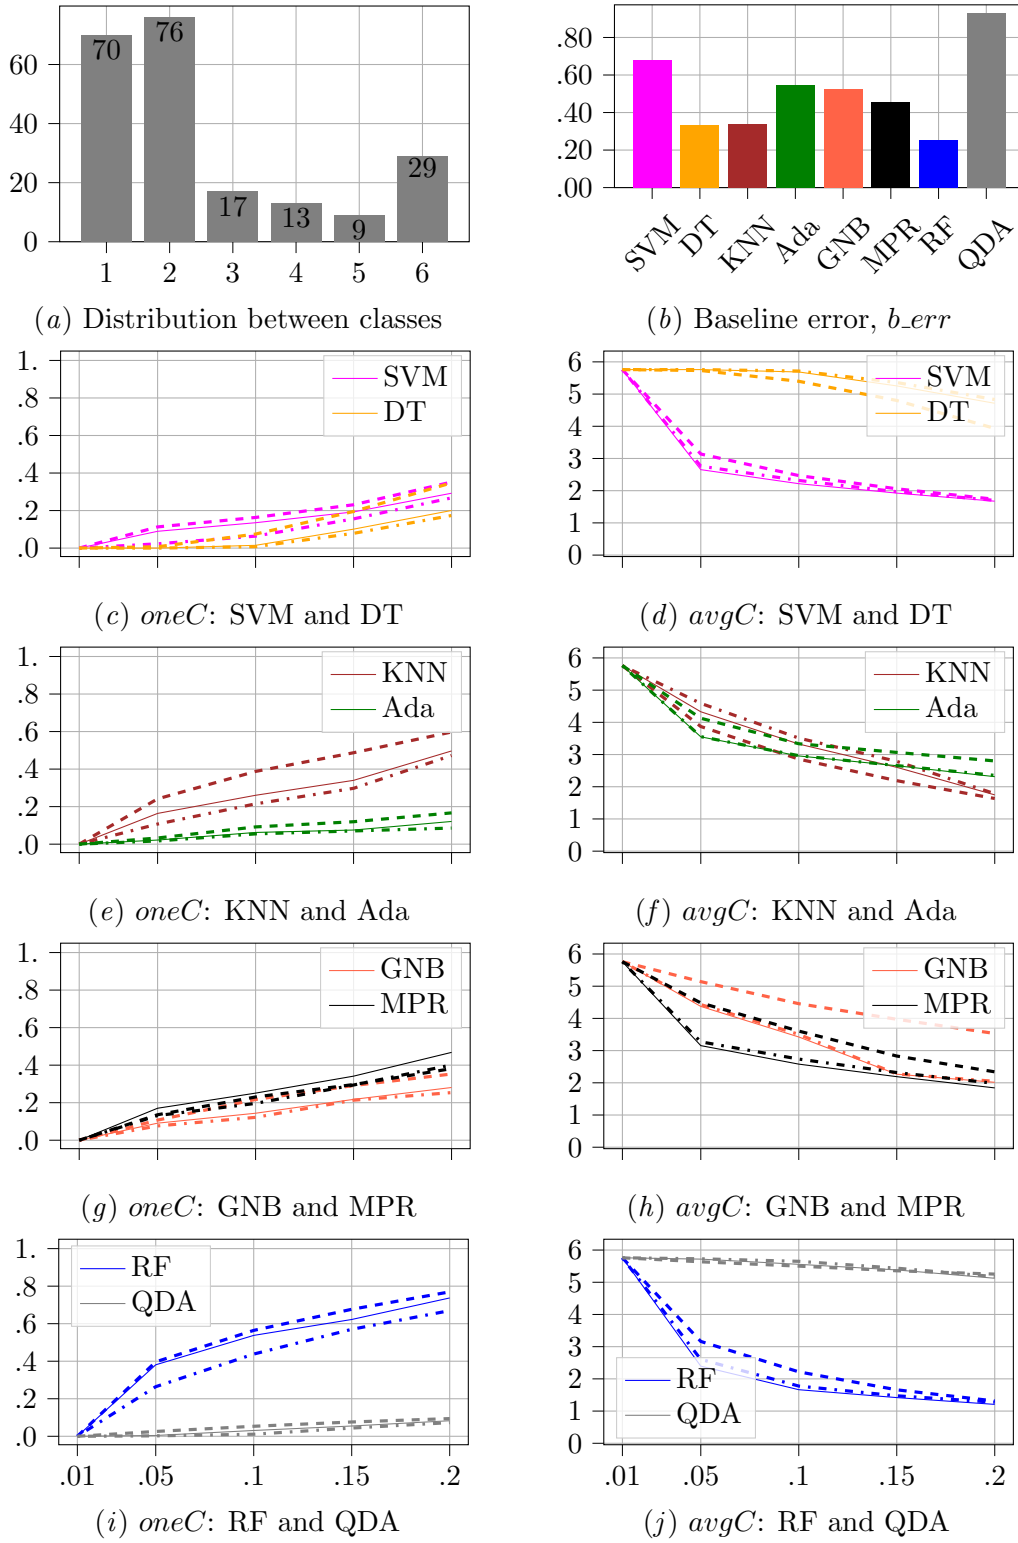 60
40
20
0
70
76
17
13
9
29
1 2 3 4 5 6
(a) Distribution between classes
.80
.60
.40
.20
.00
SVM
DT
KNN
Ada
GNB
MPR
RF
QDA
(b) Baseline error, b_err
1.
.8
.6
.4
.2
.0
SVM
DT
(c) oneC: SVM and DT
6
5
4
3
2
1
0
SVM
DT
(d) avgC: SVM and DT
1.
.8
.6
.4
.2
.0
KNN
Ada
(e) oneC: KNN and Ada
6
5
4
3
2
1
0
KNN
Ada
(f) avgC: KNN and Ada
1.
.8
.6
.4
.2
.0
GNB
MPR
(g) oneC: GNB and MPR
6
5
4
3
2
1
0
GNB
MPR
(h) avgC: GNB and MPR
1.
.8
.6
.4
.2
.0
RF
QDA
.01 .05 .1 .15 .2
(i) oneC: RF and QDA
6
5
4
3
2
1
0
RF
QDA
.01 .05 .1 .15 .2
(j) avgC: RF and QDA